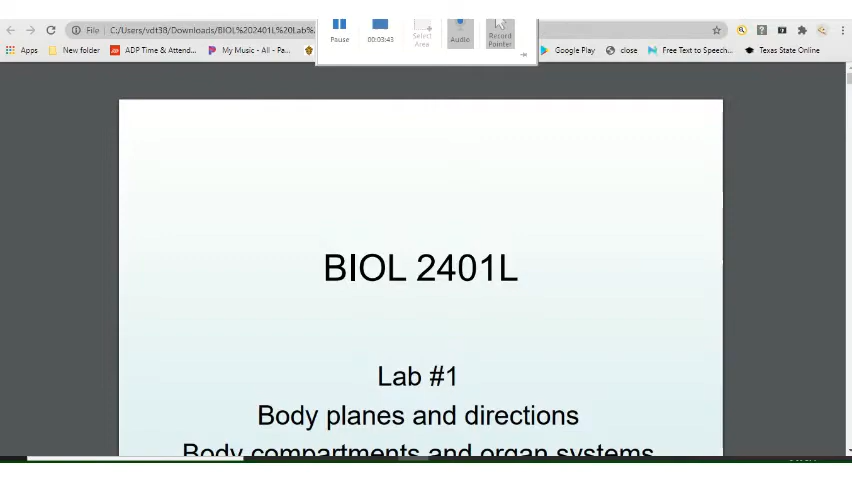 File C:/Users/vdt38/Downloads/BIOL%202401L%20Lab%
Pause 00:03:43 Select Area Audio Record Pointer
Apps New folder ADP Time & Attend... My Music - All - Pa... Google Play close Free Text to Speech... Texas State Online
BIOL 2401L
Lab #1
Body planes and directions
Body compartments and organ systems